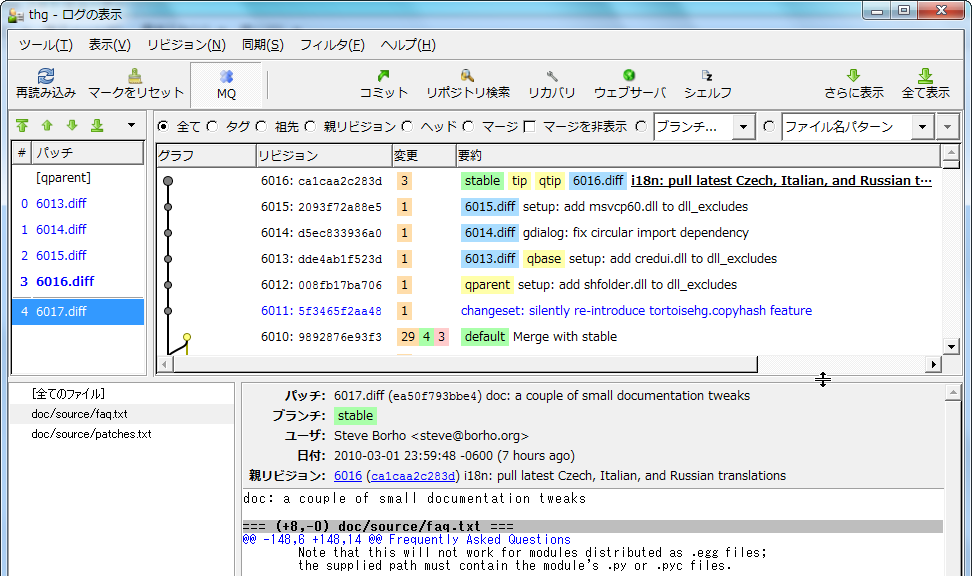 thg - ログの表示
ツール(T) 表示(V) リビジョン(N) 同期(S) フィルタ(F) ヘルプ(H)
再読み込み マークをリセット MQ コミット リポジトリ検索 リカバリ ウェブサーバ シェルフ さらに表示 全て表示
全て タグ 祖先 親リビジョン ヘッド マージ マージを非表示 ブランチ... ファイル名パターン
# パッチ
[qparent]
0 6013.diff
1 6014.diff
2 6015.diff
3 6016.diff
4 6017.diff
グラフ リビジョン 変更 要約
6016: ca1caa2c283d 3 stable tip qtip 6016.diff i18n: pull latest Czech, Italian, and Russian t…
6015: 2093f72a88e5 1 6015.diff setup: add msvcp60.dll to dll_excludes
6014: d5ec833936a0 1 6014.diff gdialog: fix circular import dependency
6013: dde4ab1f523d 1 6013.diff qbase setup: add credui.dll to dll_excludes
6012: 008fb17ba706 1 qparent setup: add shfolder.dll to dll_excludes
6011: 5f3465f2aa48 1 changeset: silently re-introduce tortoisehg.copyhash feature
6010: 9892876e93f3 29 4 3 default Merge with stable
[全てのファイル]
doc/source/faq.txt
doc/source/patches.txt
パッチ: 6017.diff (ea50f793bbe4) doc: a couple of small documentation tweaks
ブランチ: stable
ユーザ: Steve Borho <steve@borho.org>
日付: 2010-03-01 23:59:48 -0600 (7 hours ago)
親リビジョン: 6016 (ca1caa2c283d) i18n: pull latest Czech, Italian, and Russian translations
doc: a couple of small documentation tweaks
=== (+8,-0) doc/source/faq.txt ===
@@ -148,6 +148,14 @@ Frequently Asked Questions
Note that this will not work for modules distributed as .egg files;
the supplied path must contain the module's .py or .pyc files.